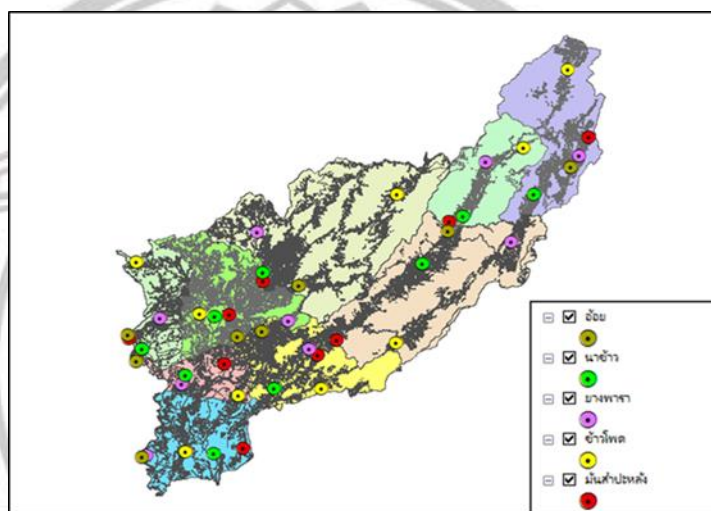 อ้อย
นาข้าว
ยางพารา
ข้าวโพด
มันสำปะหลัง